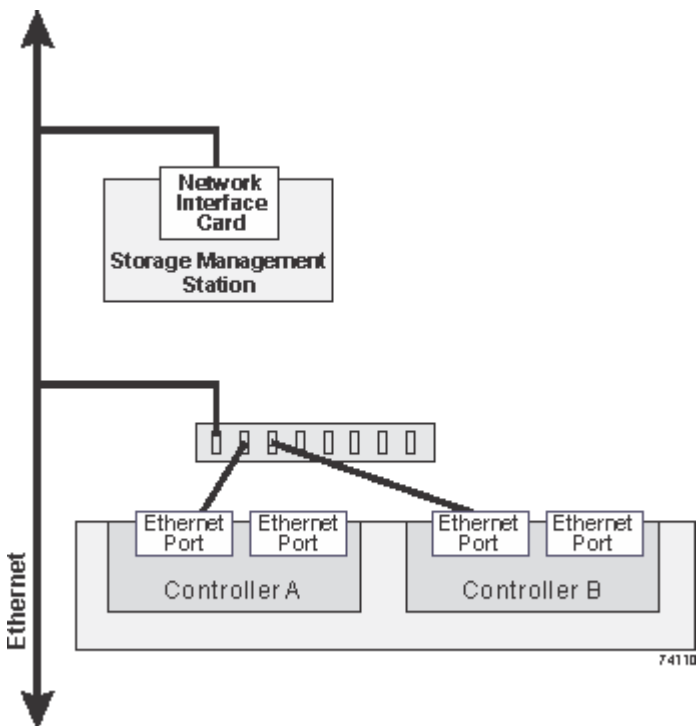 Network
Interface
Card
Storage Management
Station
Ethernet
Port
Ethernet
Port
Ethernet
Port
Ethernet
Port
Controller A
Controller B
Ethernet
74110